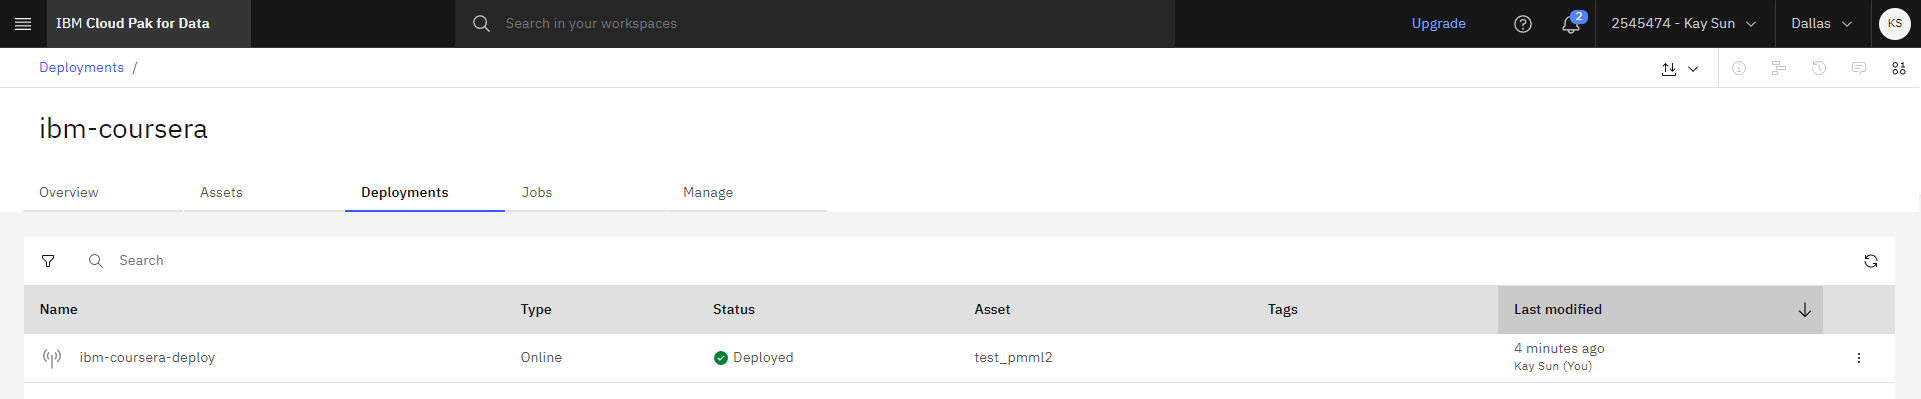 IBM Cloud Pak for Data
Search in your workspaces
Upgrade
2
2545474 - Kay Sun
Dallas
KS
Deployments /
ibm-coursera
Overview
Assets
Deployments
Jobs
Manage
Search
Name
Type
Status
Asset
Tags
Last modified
ibm-coursera-deploy
Online
Deployed
test_pmml2
4 minutes ago
Kay Sun (You)